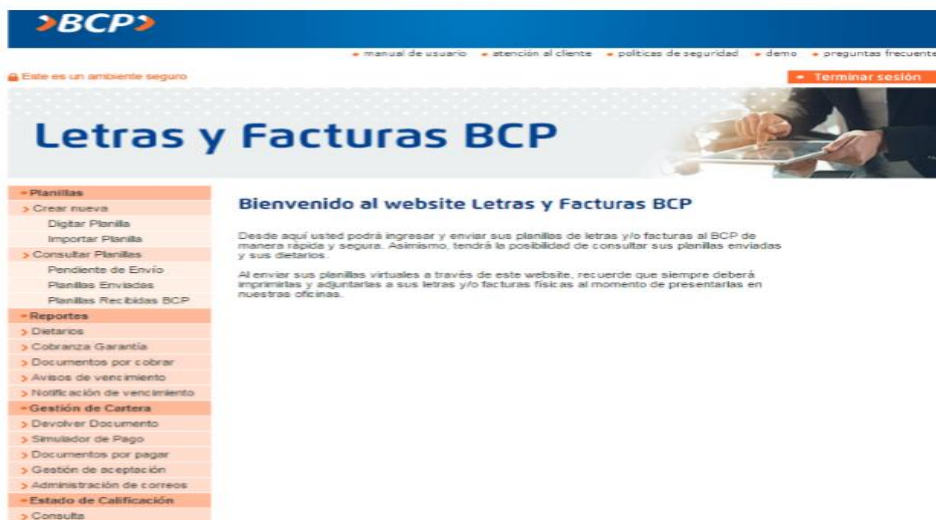 BCP
manual de usuario atención al cliente políticas de seguridad demo preguntas frecuente
Este es un ambiente seguro
Terminar sesión
Letras y Facturas BCP
Planillas
Crear nueva
Digitar Planilla
Importar Planilla
Consultar Planillas
Pendiente de Envío
Planillas Enviadas
Planillas Recibidas BCP
Reportes
Dietarios
Cobranza Garantía
Documentos por cobrar
Avisos de vencimiento
Notificación de vencimiento
Gestión de Cartera
Devolver Documento
Simulador de Pago
Documentos por pagar
Gestión de aceptación
Administración de correos
Estado de Calificación
Consulta
Bienvenido al website Letras y Facturas BCP
Desde aquí usted podrá ingresar y enviar sus planillas de letras y/o facturas al BCP de
manera rápida y segura. Asimismo, tendrá la posibilidad de consultar sus planillas enviadas
y sus dietarios.
Al enviar sus planillas virtuales a través de este website, recuerde que siempre deberá
imprimirlas y adjuntarlas a sus letras y/o facturas físicas al momento de presentarlas en
nuestras oficinas.